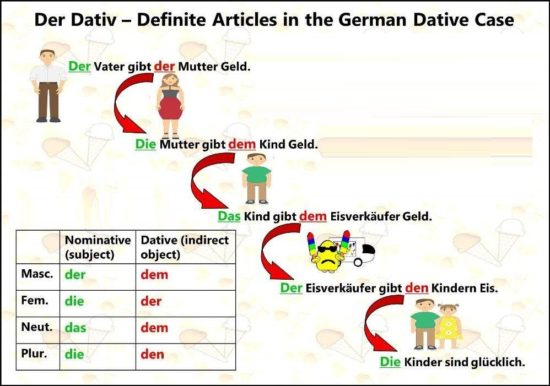 Der Dativ – Definite Articles in the German Dative Case
Der Vater gibt der Mutter Geld.
Die Mutter gibt dem Kind Geld.
Das Kind gibt dem Eisverkäufer Geld.
Der Eisverkäufer gibt den Kindern Eis.
Die Kinder sind glücklich.
Nominative (subject) Dative (indirect object)
Masc. der dem
Fem. die der
Neut. das dem
Plur. die den